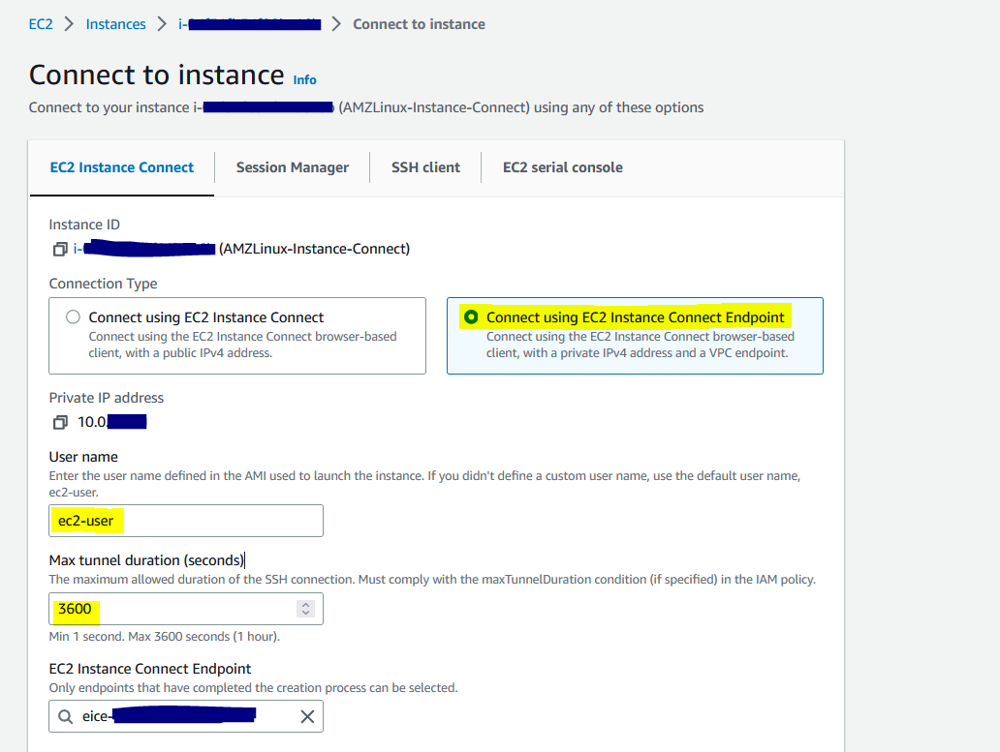 EC2 > Instances > i- > Connect to instance
Connect to instance Info
Connect to your instance i- (AMZLinux-Instance-Connect) using any of these options
EC2 Instance Connect Session Manager SSH client EC2 serial console
Instance ID
i- (AMZLinux-Instance-Connect)
Connection Type
Connect using EC2 Instance Connect
Connect using the EC2 Instance Connect browser-based
client, with a public IPv4 address.
Connect using EC2 Instance Connect Endpoint
Connect using the EC2 Instance Connect browser-based
client, with a private IPv4 address and a VPC endpoint.
Private IP address
10.0.
User name
Enter the user name defined in the AMI used to launch the instance. If you didn't define a custom user name, use the default user name,
ec2-user.
ec2-user
Max tunnel duration (seconds)
The maximum allowed duration of the SSH connection. Must comply with the maxTunnelDuration condition (if specified) in the IAM policy.
3600
Min 1 second. Max 3600 seconds (1 hour).
EC2 Instance Connect Endpoint
Only endpoints that have completed the creation process can be selected.
eice-